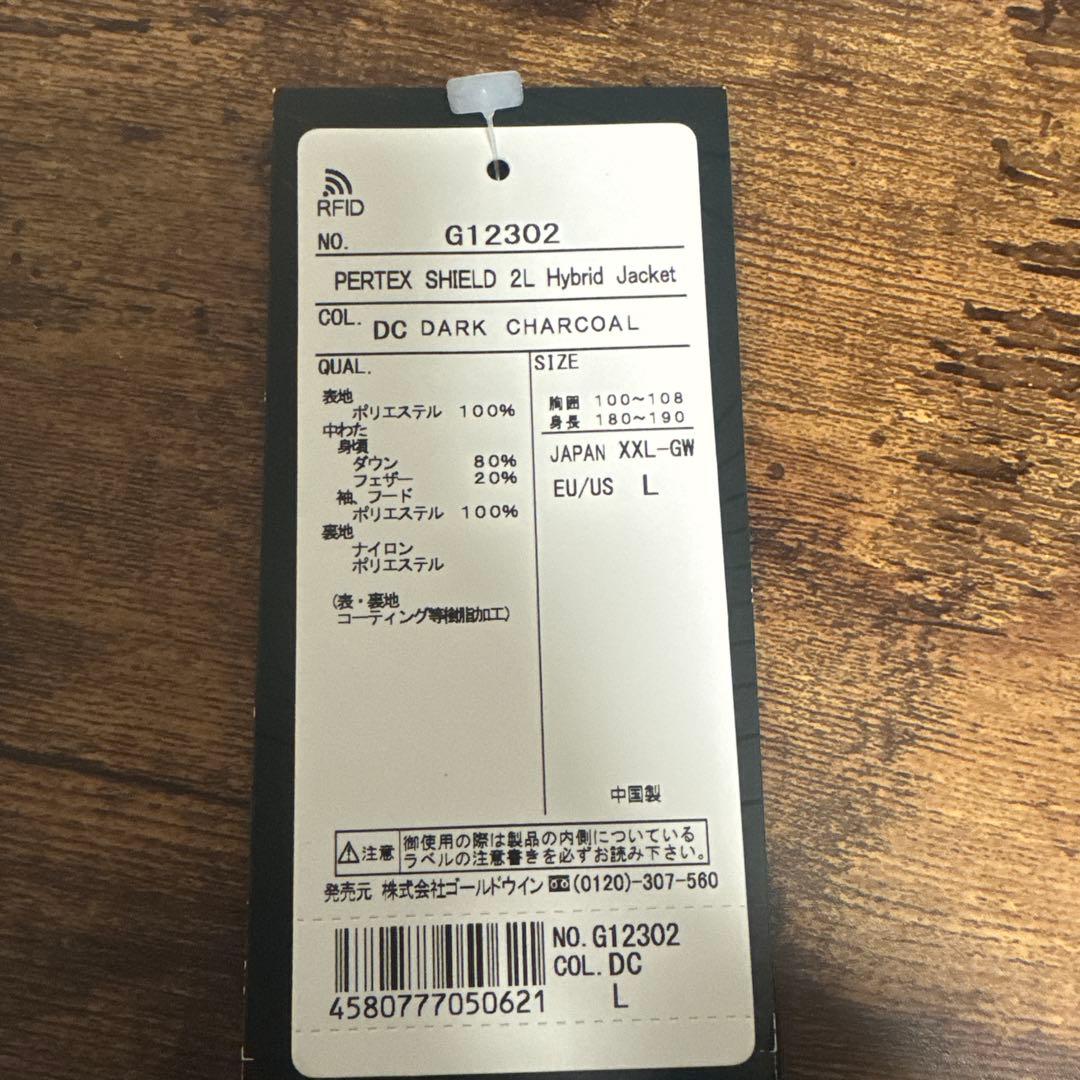 RFID
NO. G12302
PERTEX SHIELD 2L Hybrid Jacket
COL. DC DARK CHARCOAL
QUAL.
表地
ポリエステル 100%
中わた
身頃
ダウン 80%
フェザー 20%
袖、フード
ポリエステル 100%
裏地
ナイロン
ポリエステル
(表・裏地
コーティング等樹脂加工)
SIZE
胸囲 100~108
身長 180~190
JAPAN XXL-GW
EU/US L
中国製
注意
御使用の際は製品の内側についている
ラベルの注意書きを必ずお読み下さい。
発売元 株式会社ゴールドウイン (0120)-307-560
4580777050621
NO. G12302
COL. DC
L